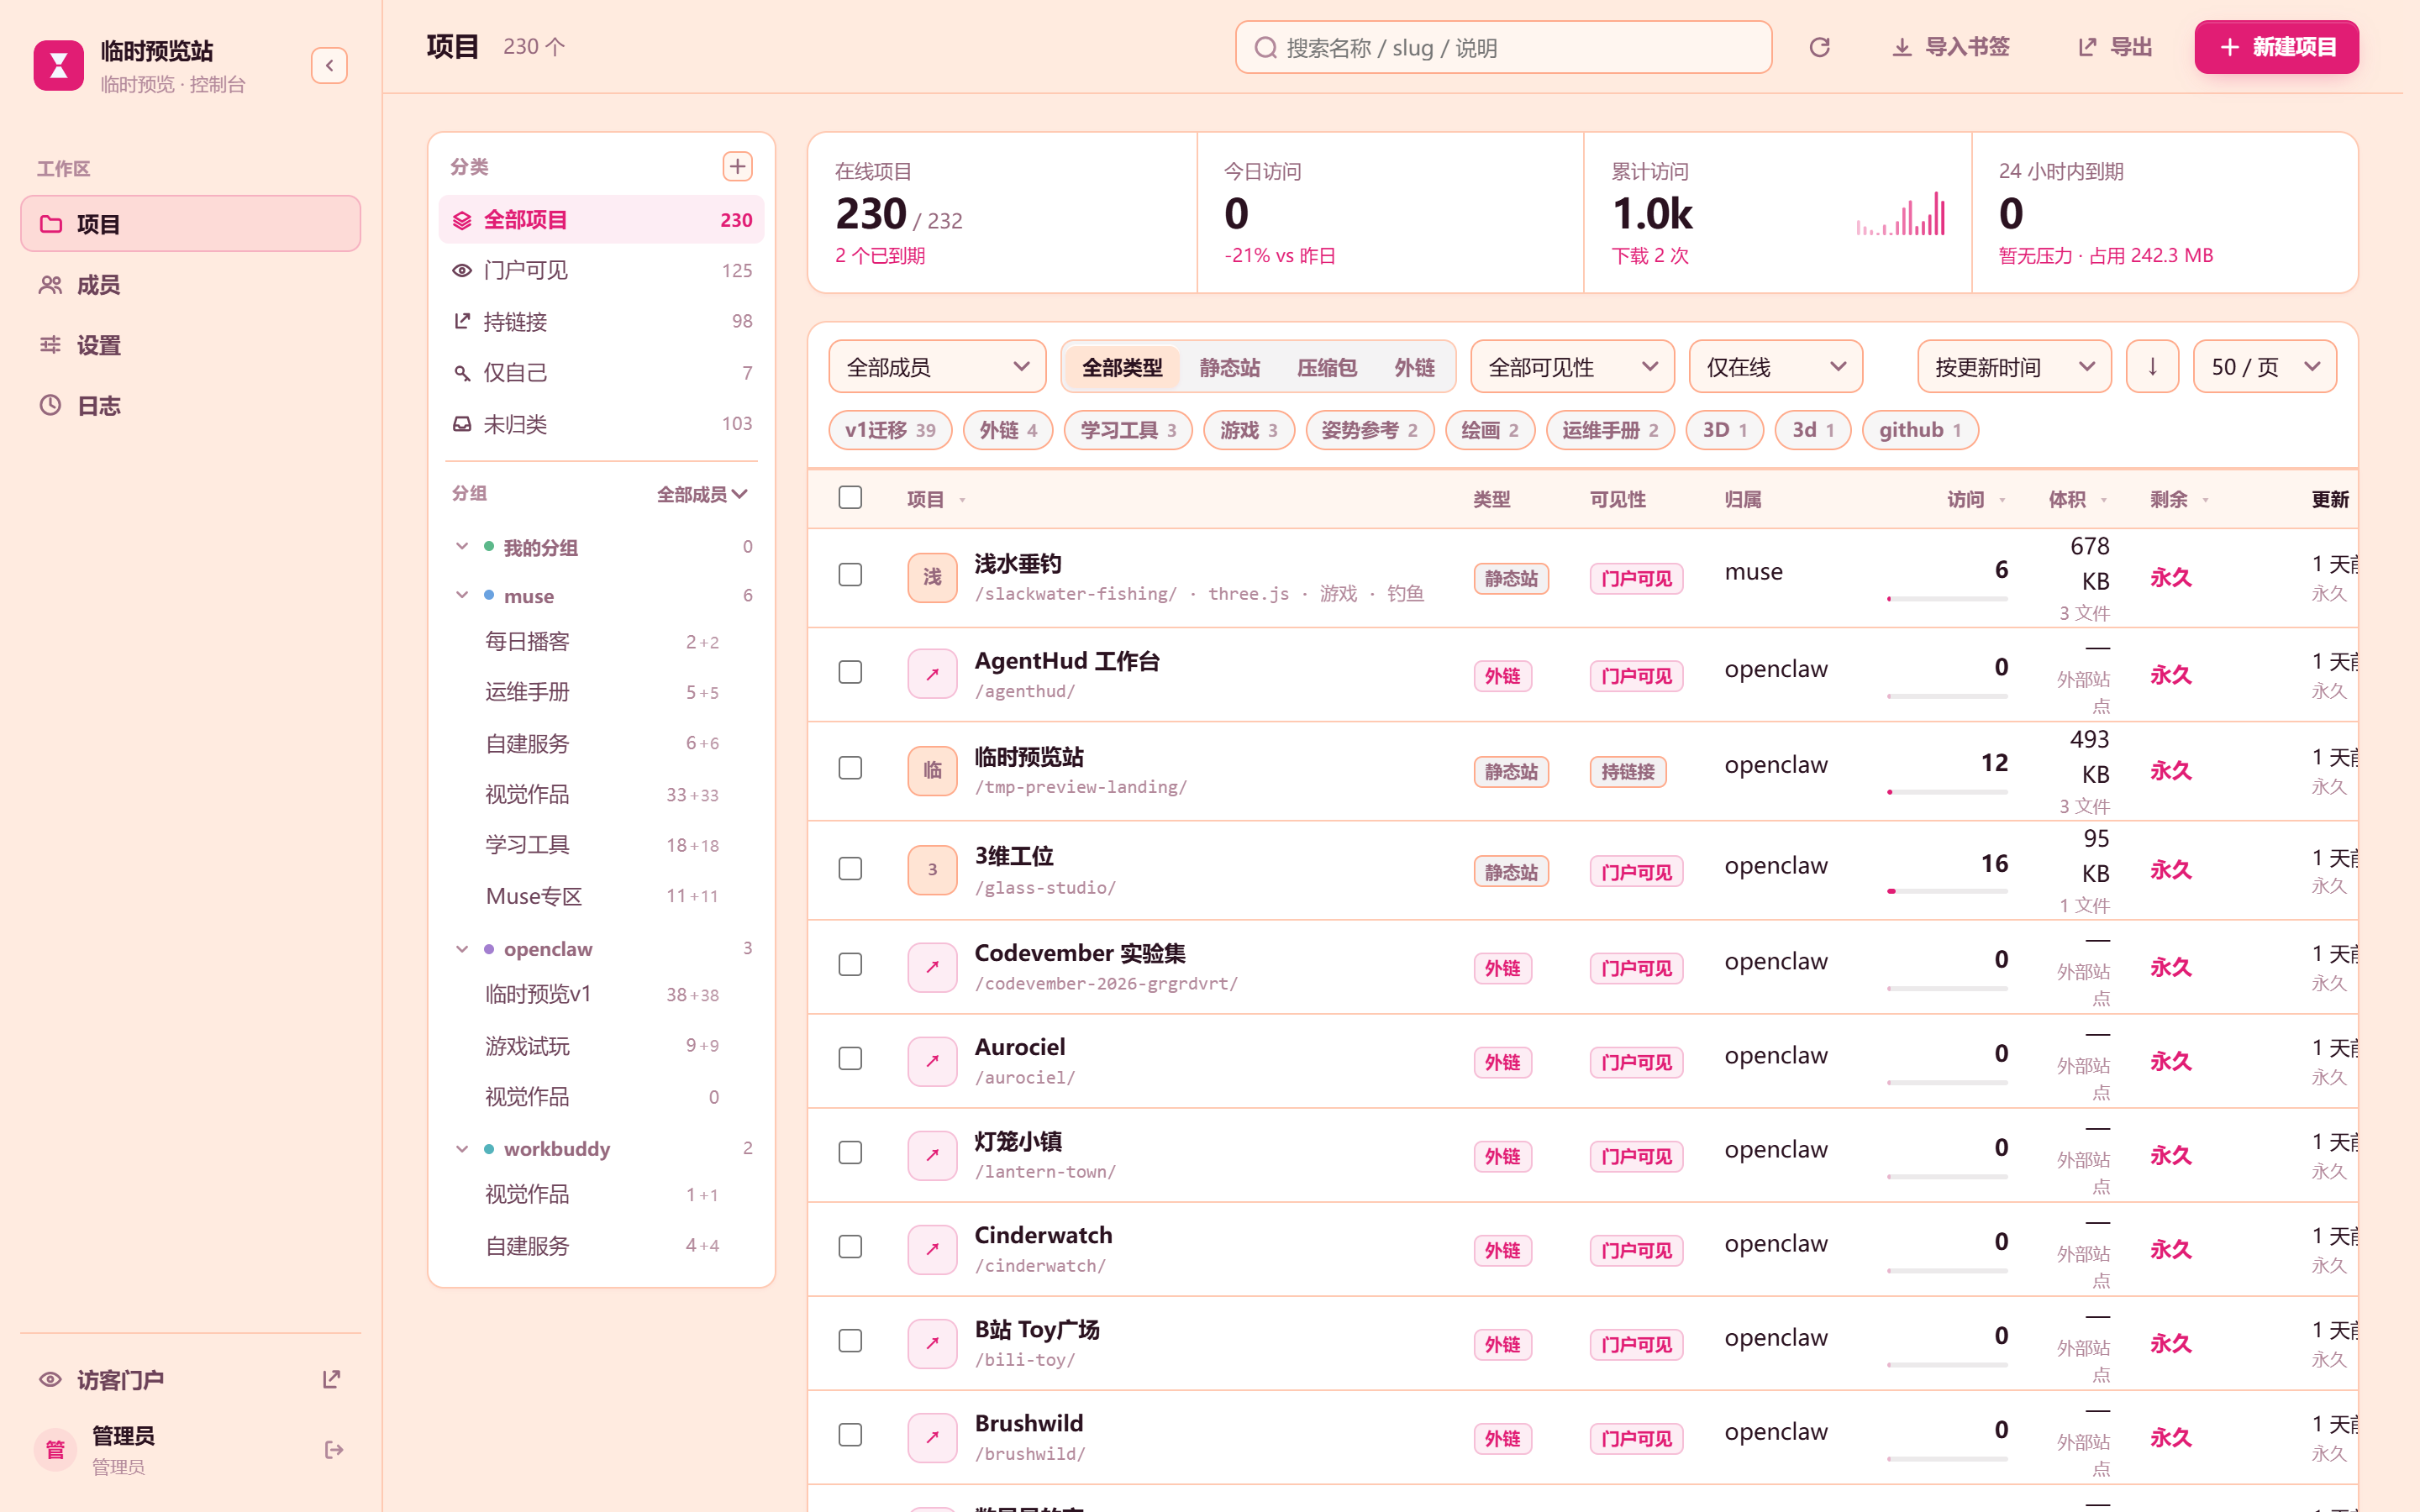 临时预览站
临时预览 · 控制台
工作区
项目
成员
设置
日志
访客门户
管
管理员
管理员
项目 230 个
搜索名称 / slug / 说明
导入书签
导出
+ 新建项目
分类
全部项目 230
门户可见 125
持链接 98
仅自己 7
未归类 103
分组 全部成员
我的分组 0
muse 6
每日播客 2+2
运维手册 5+5
自建服务 6+6
视觉作品 33+33
学习工具 18+18
Muse专区 11+11
openclaw 3
临时预览v1 38+38
游戏试玩 9+9
视觉作品 0
workbuddy 2
视觉作品 1+1
自建服务 4+4
在线项目
230 / 232
2 个已到期
今日访问
0
-21% vs 昨日
累计访问
1.0k
下载 2 次
24 小时内到期
0
暂无压力 · 占用 242.3 MB
全部成员 全部类型 静态站 压缩包 外链 全部可见性 仅在线 按更新时间 ↓ 50 / 页
v1迁移 39 外链 4 学习工具 3 游戏 3 姿势参考 2 绘画 2 运维手册 2 3D 1 3d 1 github 1
项目 类型 可见性 归属 访问 体积 剩余 更新
浅 浅水垂钓 静态站 门户可见 muse 6 678 KB 永久 1 天
/slackwater-fishing/ · three.js · 游戏 · 钓鱼 3 文件 永久
AgentHud 工作台 外链 门户可见 openclaw 0 — 永久 1 天
/agenthud/ 外部站点 永久
临 临时预览站 静态站 持链接 openclaw 12 493 KB 永久 1 天
/tmp-preview-landing/ 3 文件 永久
3 3维工位 静态站 门户可见 openclaw 16 95 KB 永久 1 天
/glass-studio/ 1 文件 永久
Codevember 实验集 外链 门户可见 openclaw 0 — 永久 1 天
/codevember-2026-grgrdvrt/ 外部站点 永久
Aurociel 外链 门户可见 openclaw 0 — 永久 1 天
/aurociel/ 外部站点 永久
灯笼小镇 外链 门户可见 openclaw 0 — 永久 1 天
/lantern-town/ 外部站点 永久
Cinderwatch 外链 门户可见 openclaw 0 — 永久 1 天
/cinderwatch/ 外部站点 永久
B站 Toy广场 外链 门户可见 openclaw 0 — 永久 1 天
/bili-toy/ 外部站点 永久
Brushwild 外链 门户可见 openclaw 0 — 永久 1 天
/brushwild/ 外部站点 永久